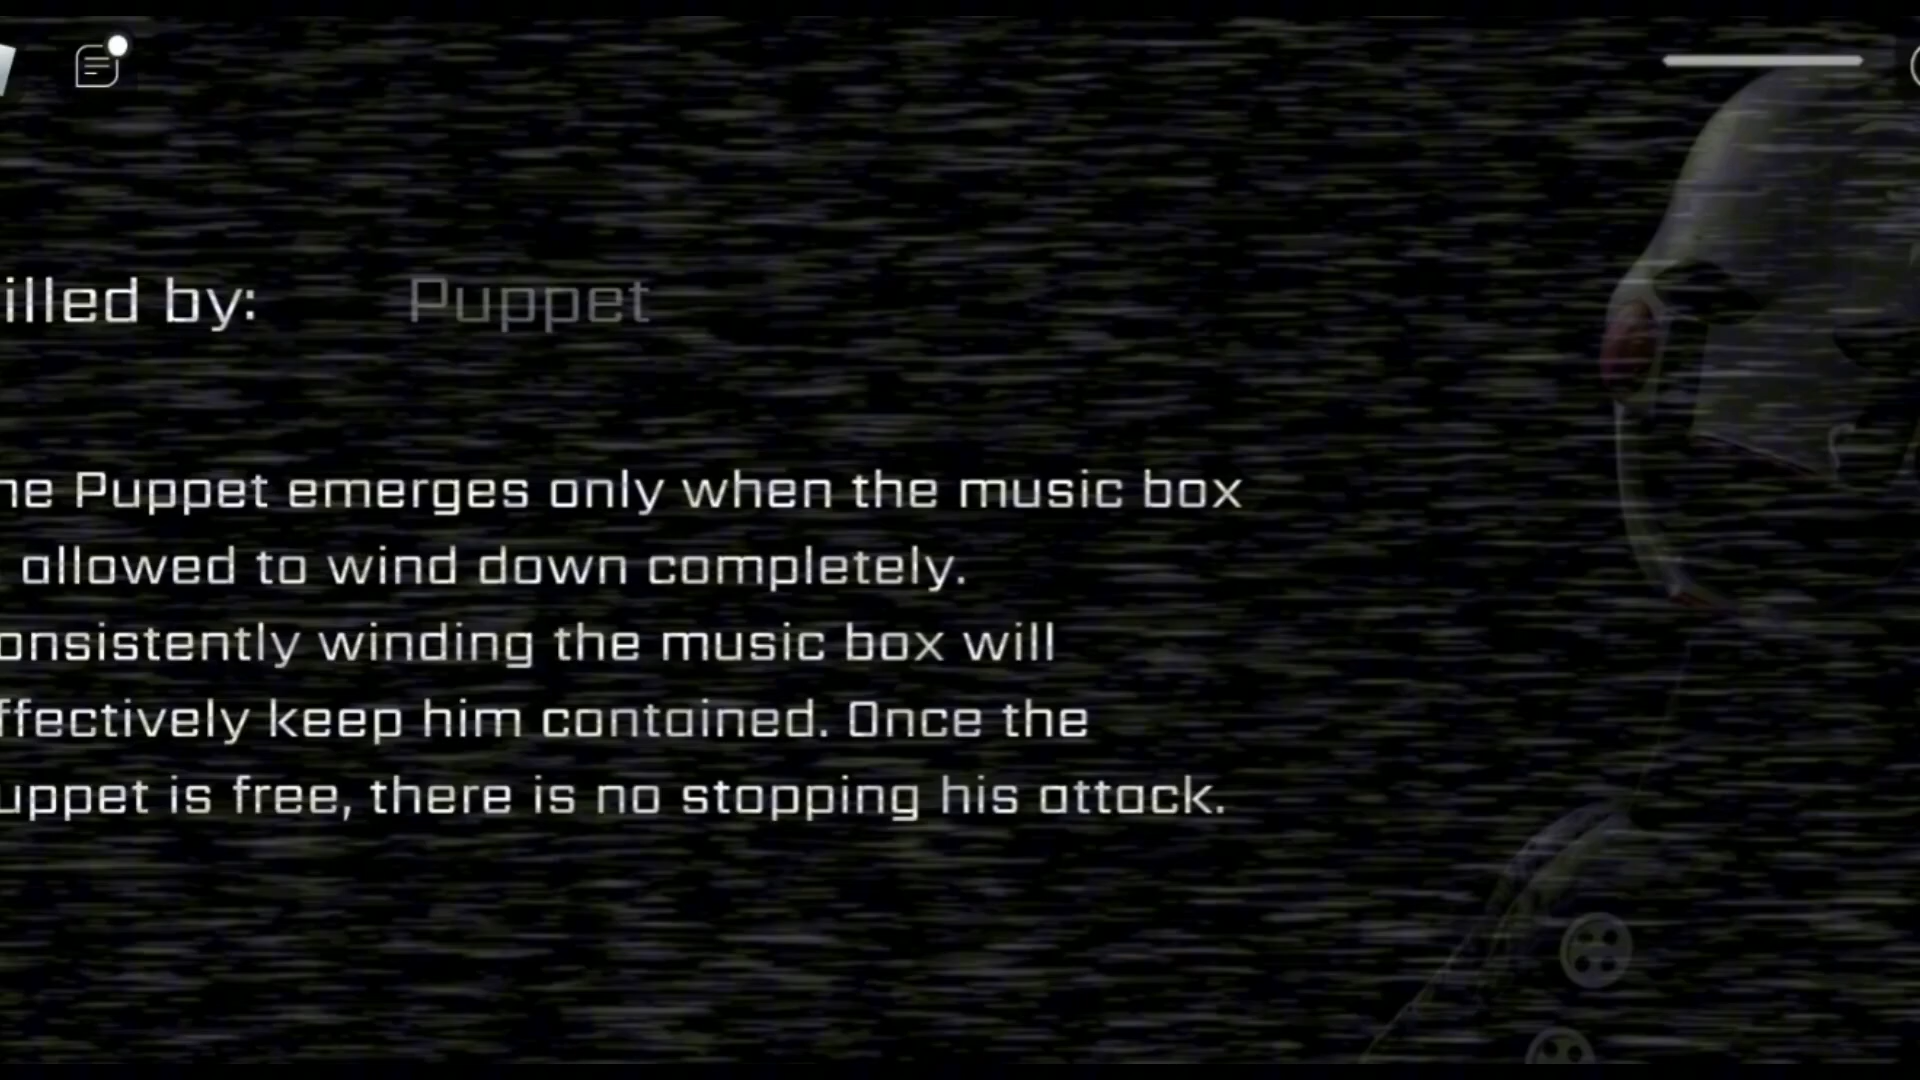 illed by: Puppet
he Puppet emerges only when the music box
allowed to wind down completely.
onsistently winding the music box will
ffectively keep him contained. Once the
uppet is free, there is no stopping his attack.